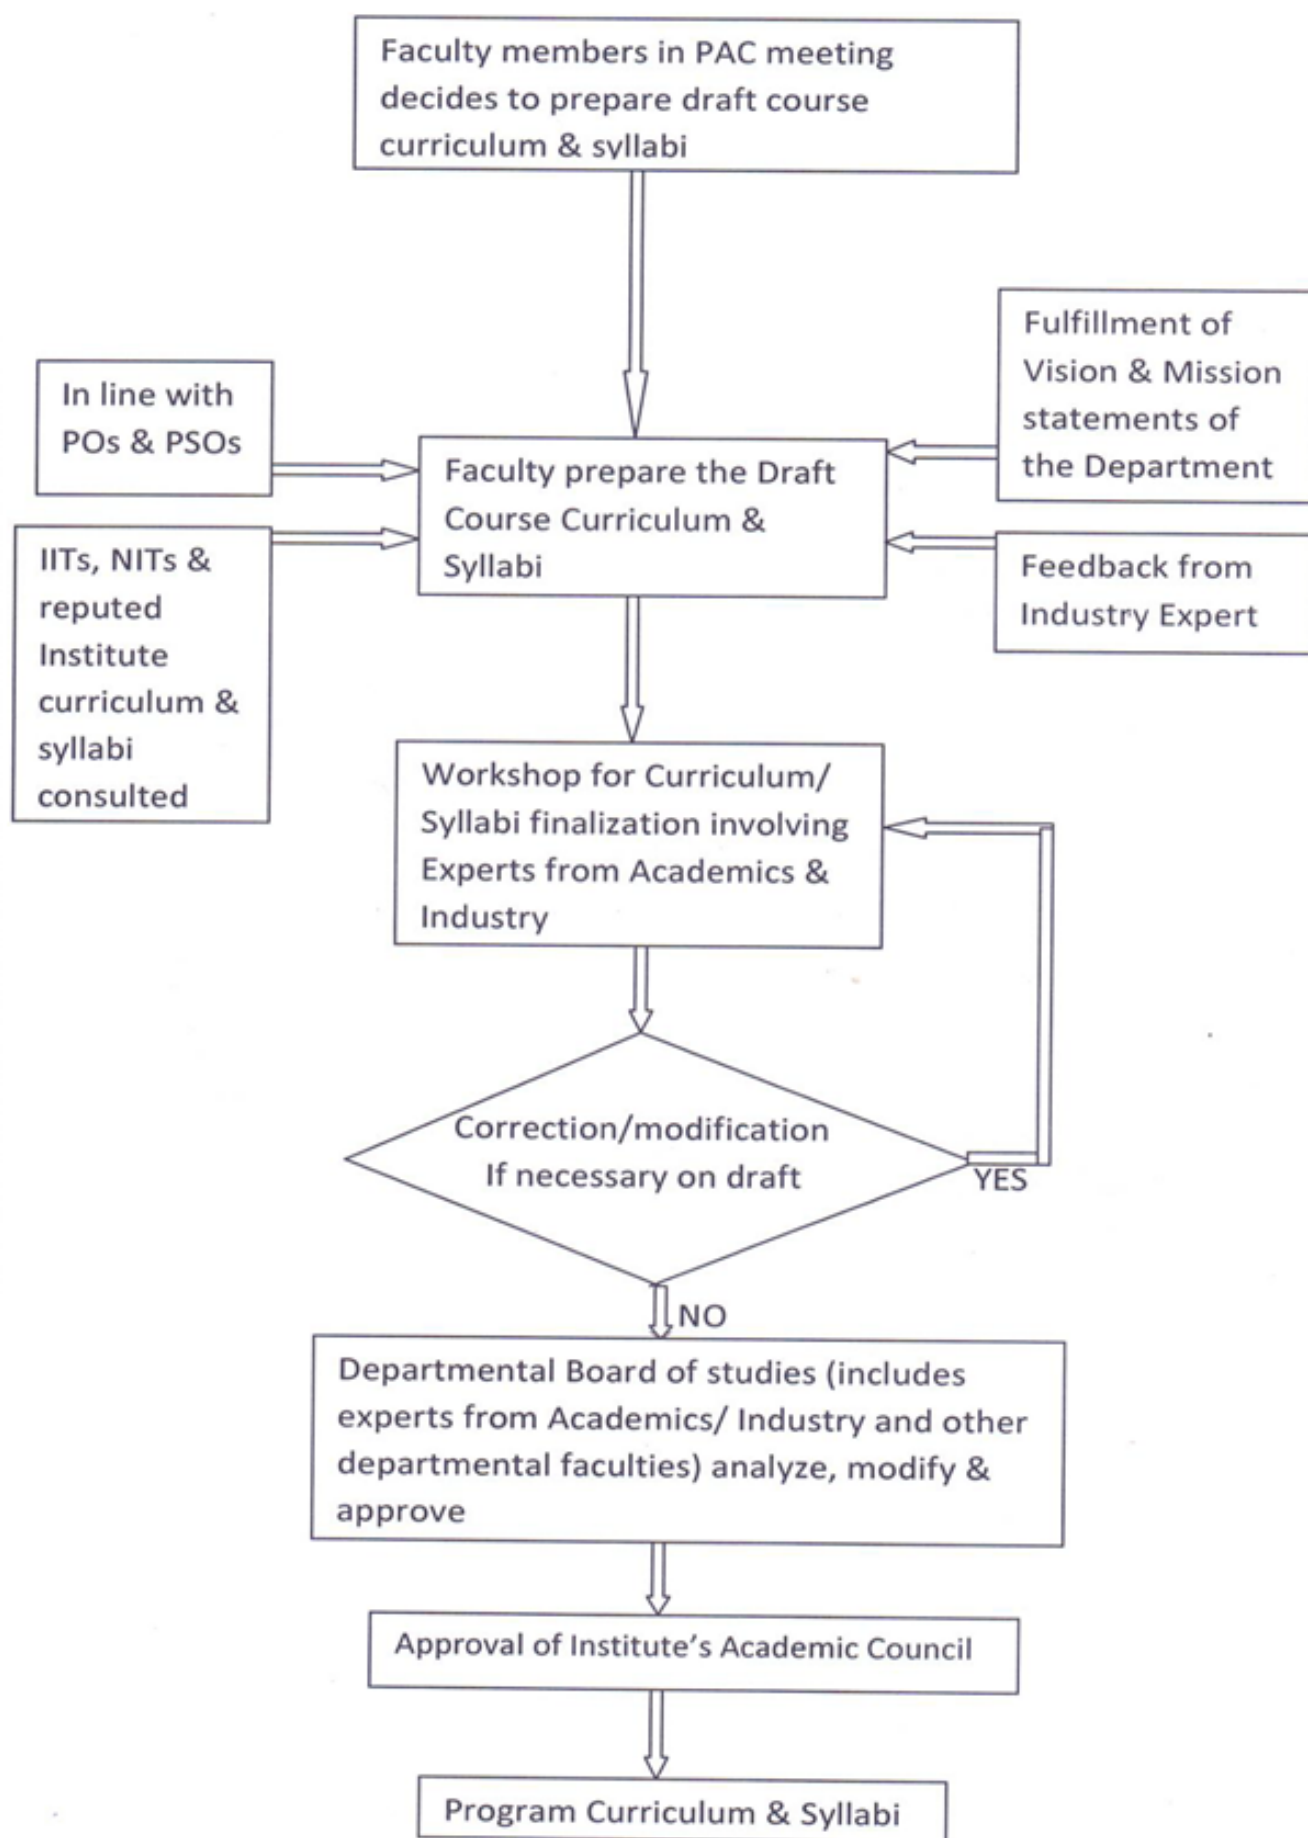 Faculty members in PAC meeting
decides to prepare draft course
curriculum & syllabi
Fulfillment of
Vision & Mission
statements of
the Department
In line with
POs & PSOs
Faculty prepare the Draft
Course Curriculum &
Syllabi
IITs, NITs &
reputed
Institute
curriculum &
syllabi
consulted
Feedback from
Industry Expert
Workshop for Curriculum/
Syllabi finalization involving
Experts from Academics &
Industry
Correction/modification
If necessary on draft
YES
NO
Departmental Board of studies (includes
experts from Academics/ Industry and other
departmental faculties) analyze, modify &
approve
Approval of Institute’s Academic Council
Program Curriculum & Syllabi